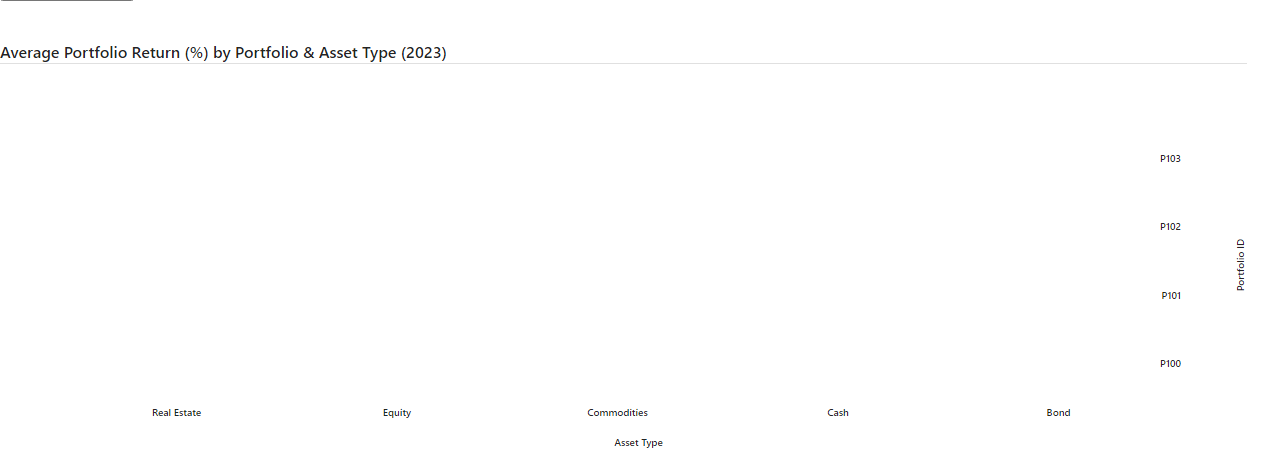 Average Portfolio Return (%) by Portfolio & Asset Type (2023)
P103
P102
Portfolio ID
P101
P100
Real Estate Equity Commodities Cash Bond
Asset Type